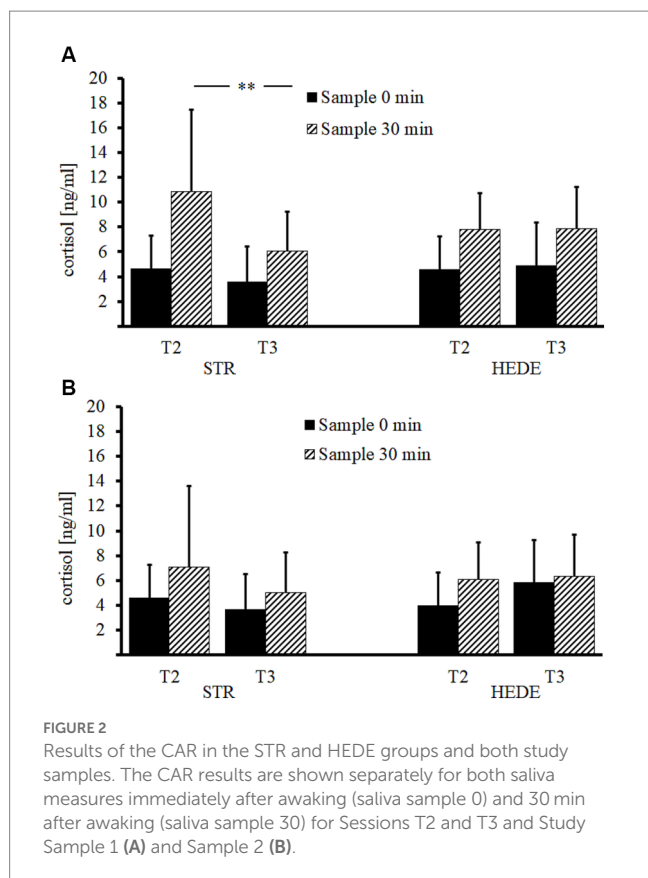 A
**
20
18
16
14
12
10
8
6
4
2
cortisol [ng/ml]
Sample 0 min
Sample 30 min
T2 T3 T2 T3
STR HEDE
B
20
18
16
14
12
10
8
6
4
2
cortisol [ng/ml]
Sample 0 min
Sample 30 min
T2 T3 T2 T3
STR HEDE
FIGURE 2
Results of the CAR in the STR and HEDE groups and both study
samples. The CAR results are shown separately for both saliva
measures immediately after awaking (saliva sample 0) and 30 min
after awaking (saliva sample 30) for Sessions T2 and T3 and Study
Sample 1 (A) and Sample 2 (B).